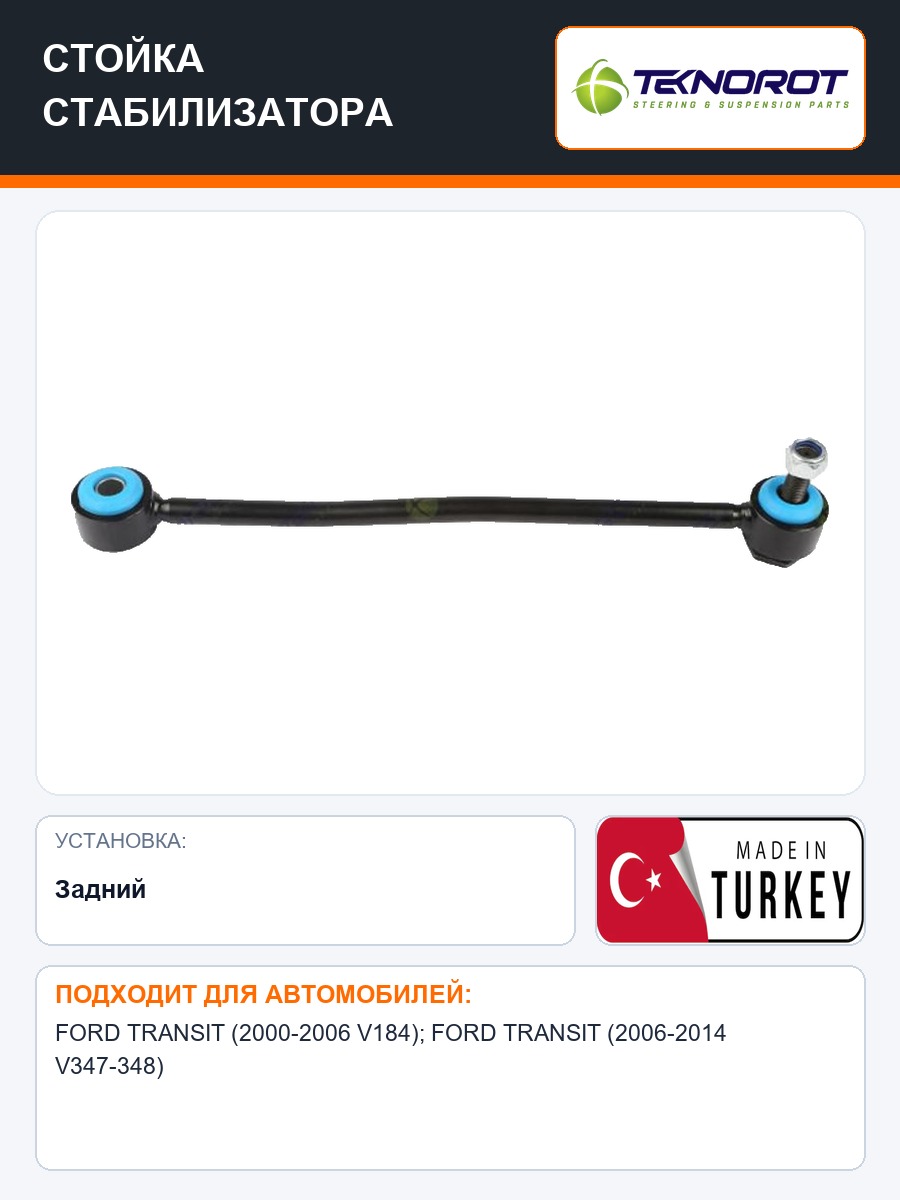 СТОЙКА
СТАБИЛИЗАТОРА
TEKNOROT
STEERING & SUSPENSION PARTS
УСТАНОВКА:
Задний
MADE IN
TURKEY
ПОДХОДИТ ДЛЯ АВТОМОБИЛЕЙ:
FORD TRANSIT (2000-2006 V184); FORD TRANSIT (2006-2014
V347-348)